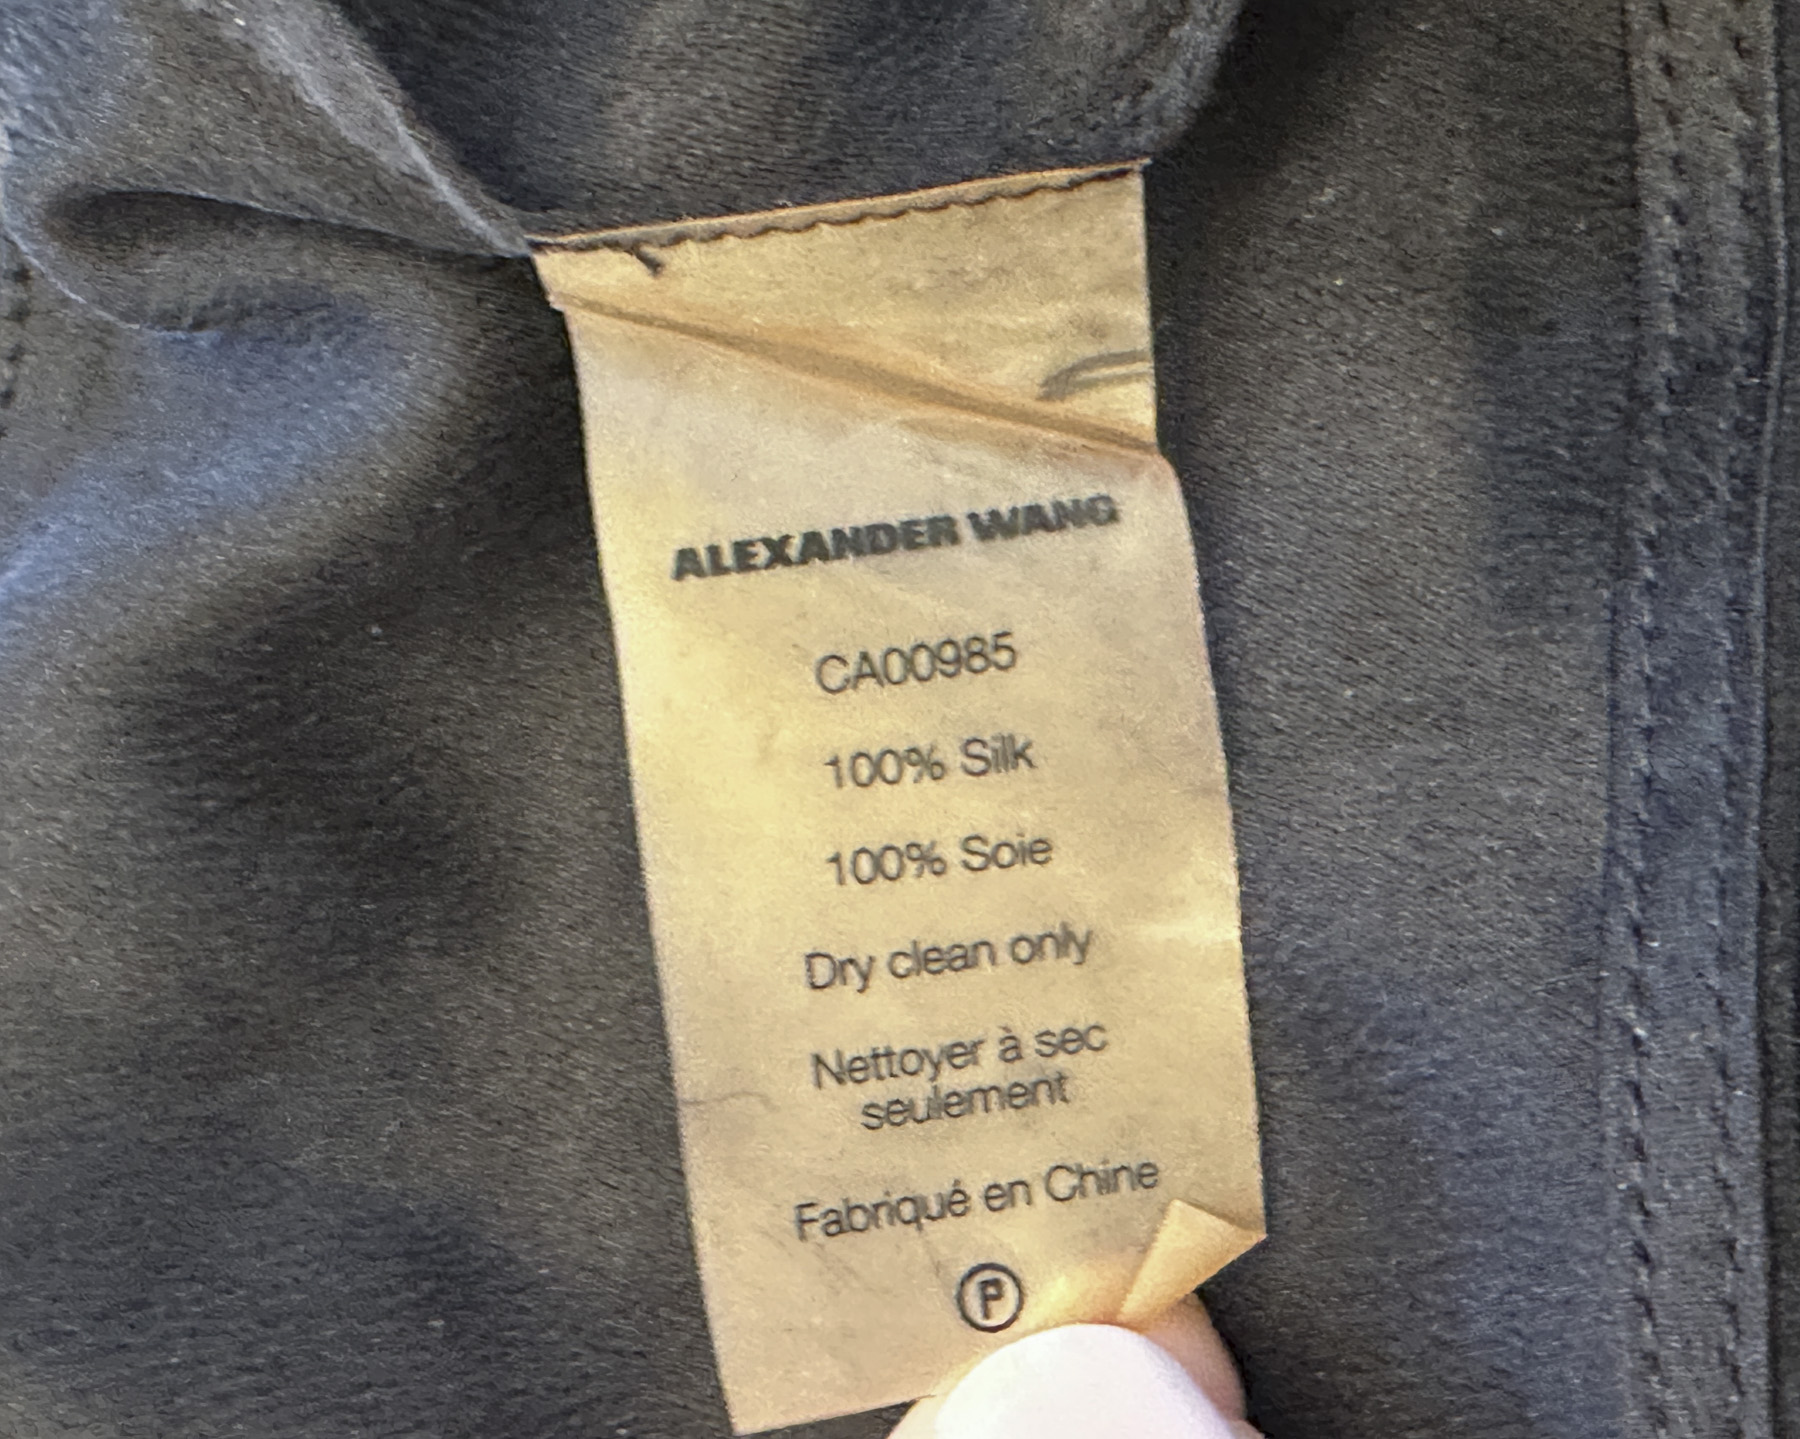 ALEXANDER WANG
CA00985
100% Silk
100% Soie
Dry clean only
Nettoyer à sec
seulement
Fabriqué en Chine
P